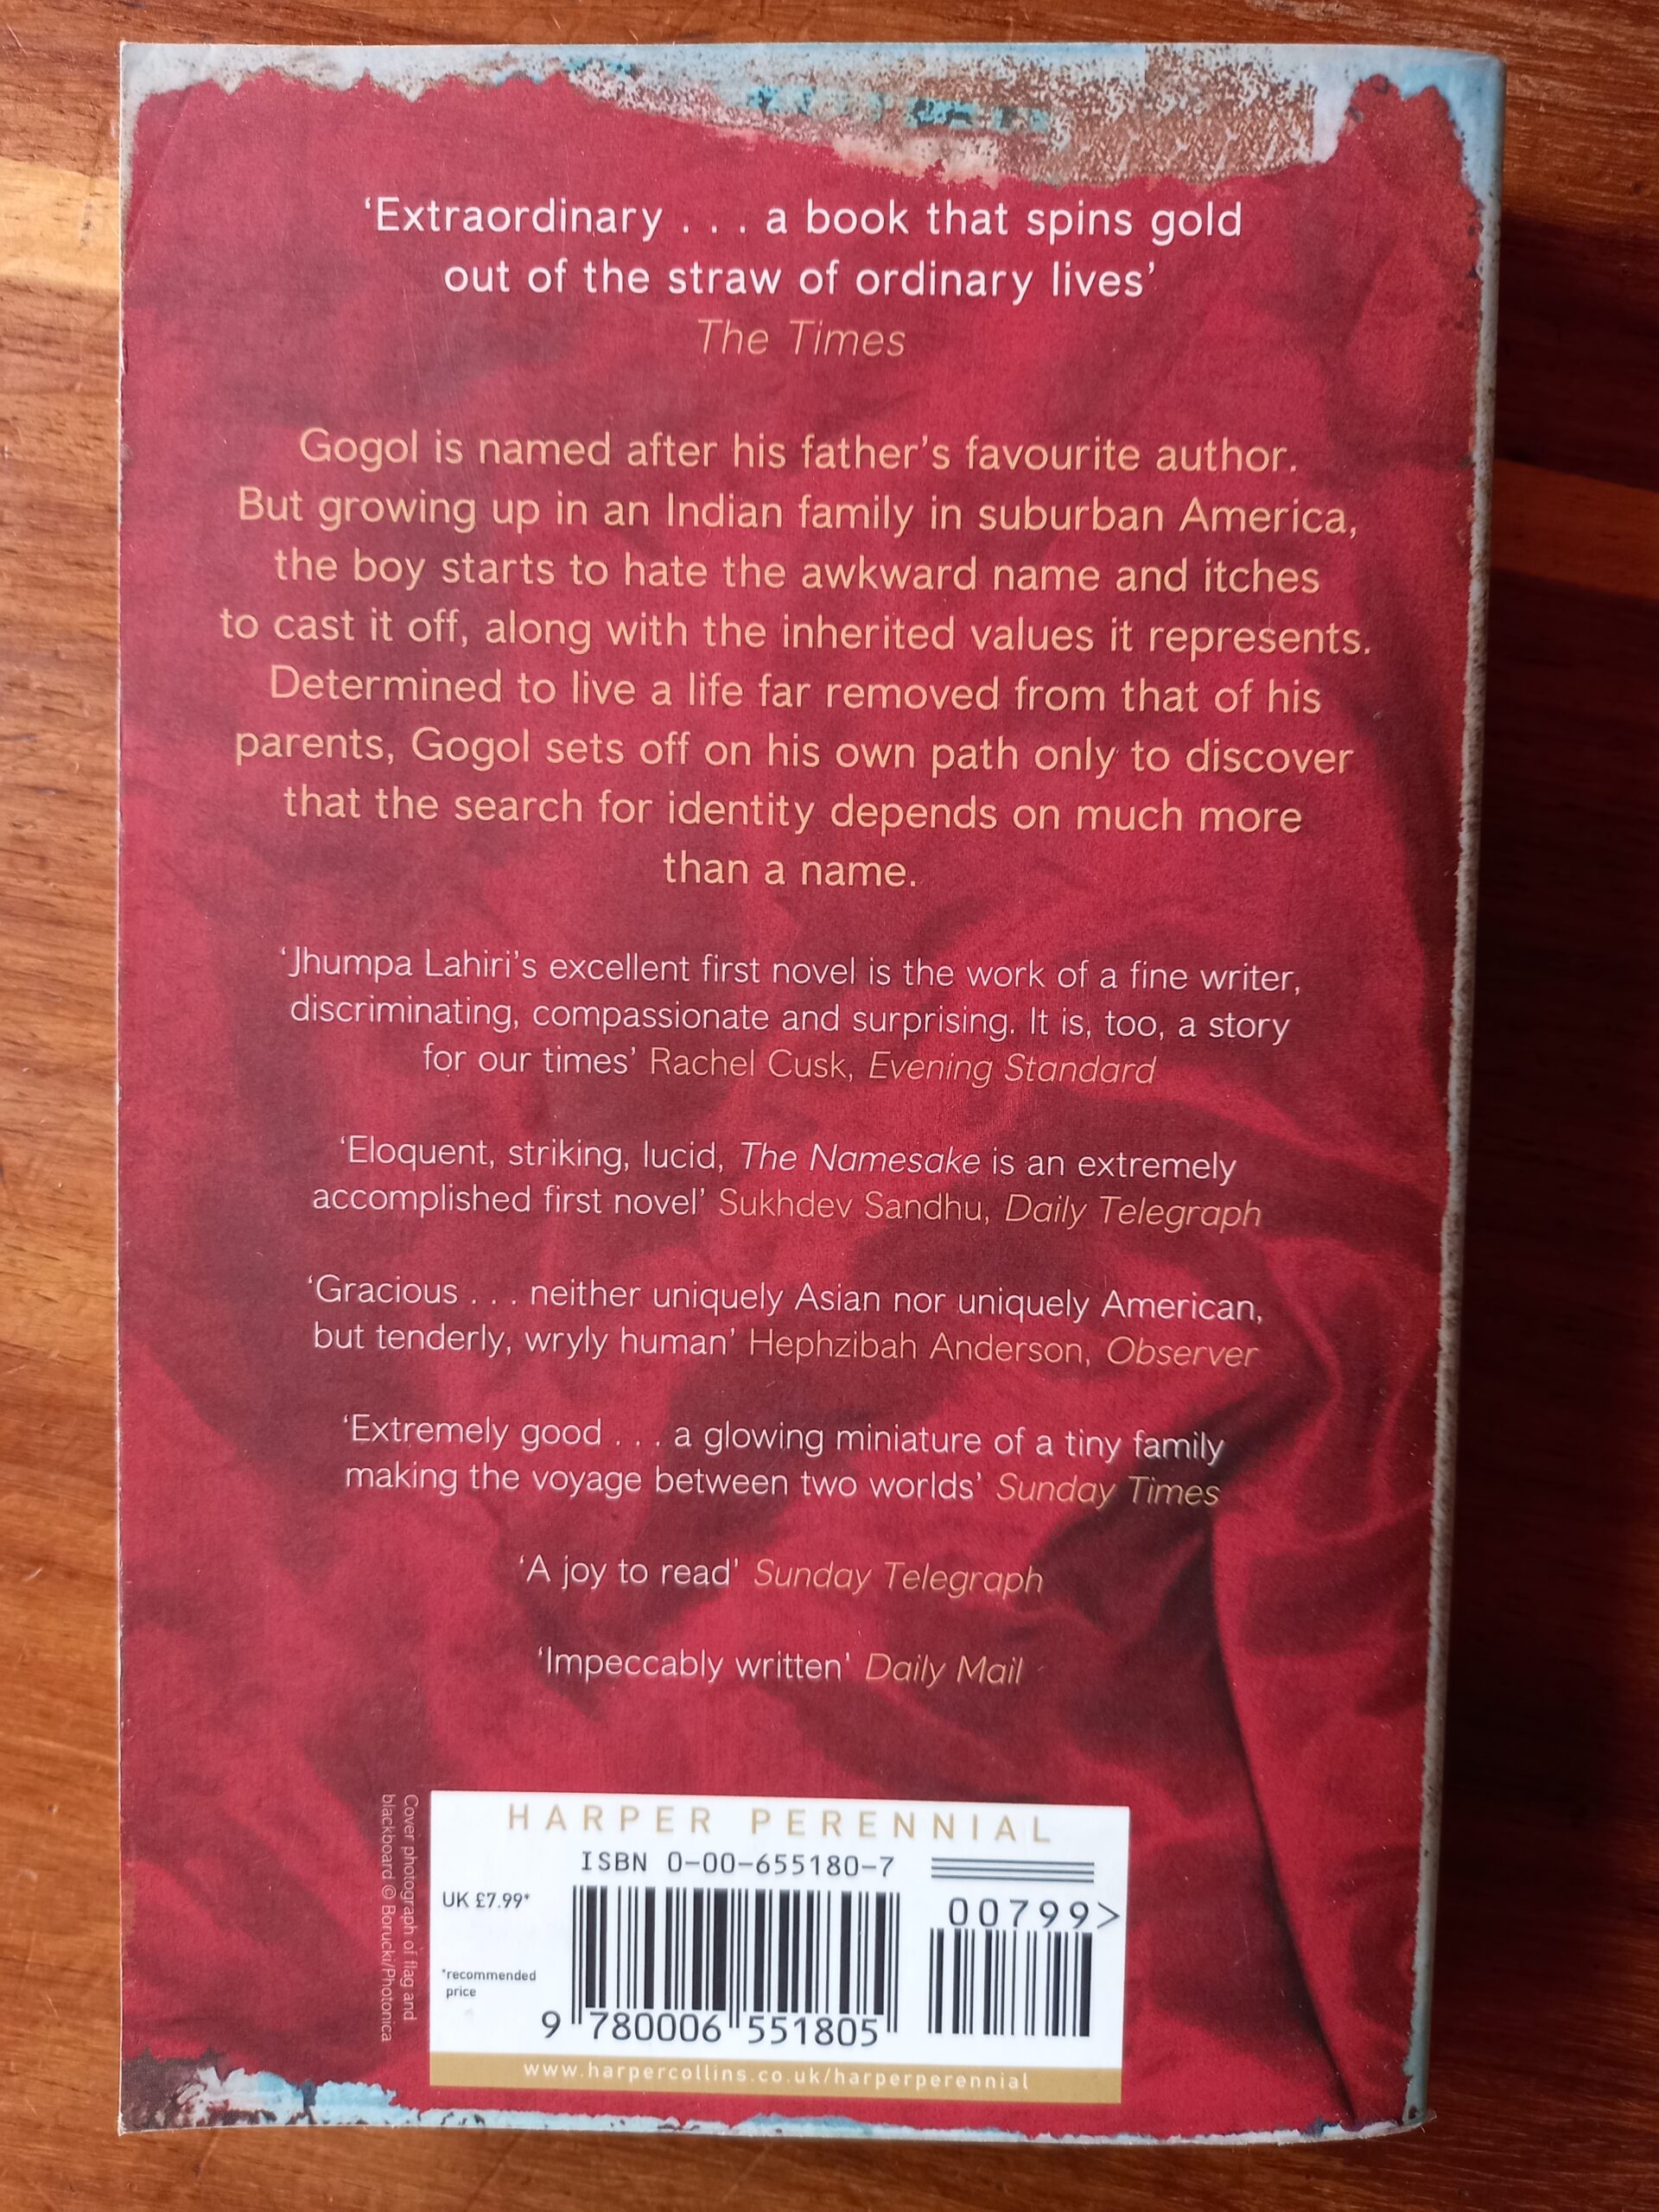 ‘Extraordinary . . . a book that spins gold
out of the straw of ordinary lives’
The Times
Gogol is named after his father’s favourite author.
But growing up in an Indian family in suburban America,
the boy starts to hate the awkward name and itches
to cast it off, along with the inherited values it represents.
Determined to live a life far removed from that of his
parents, Gogol sets off on his own path only to discover
that the search for identity depends on much more
than a name.
‘Jhumpa Lahiri’s excellent first novel is the work of a fine writer,
discriminating, compassionate and surprising. It is, too, a story
for our times’ Rachel Cusk, Evening Standard
‘Eloquent, striking, lucid, The Namesake is an extremely
accomplished first novel’ Sukhdev Sandhu, Daily Telegraph
‘Gracious . . . neither uniquely Asian nor uniquely American,
but tenderly, wryly human’ Hephzibah Anderson, Observer
‘Extremely good . . . a glowing miniature of a tiny family
making the voyage between two worlds’ Sunday Times
‘A joy to read’ Sunday Telegraph
‘Impeccably written’ Daily Mail
Cover photograph of flag and
blackboard © Borucki/Photonica
HARPER PERENNIAL
ISBN 0-00-655180-7
UK £7.99*
00799>
*recommended
price
9 780006 551805
www.harpercollins.co.uk/harperperennial